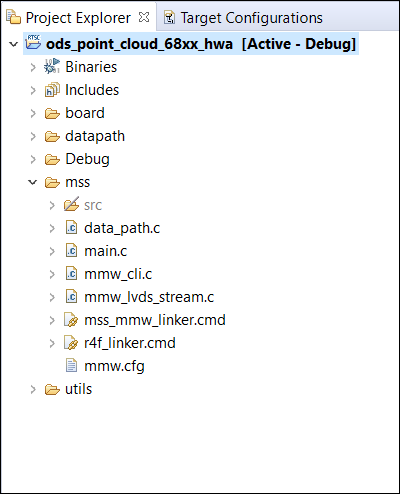 Project Explorer Target Configurations
ods_point_cloud_68xx_hwa [Active - Debug]
Binaries
Includes
board
datapath
Debug
mss
src
data_path.c
main.c
mmw_cli.c
mmw_lvds_stream.c
mss_mmw_linker.cmd
r4f_linker.cmd
mmw.cfg
utils